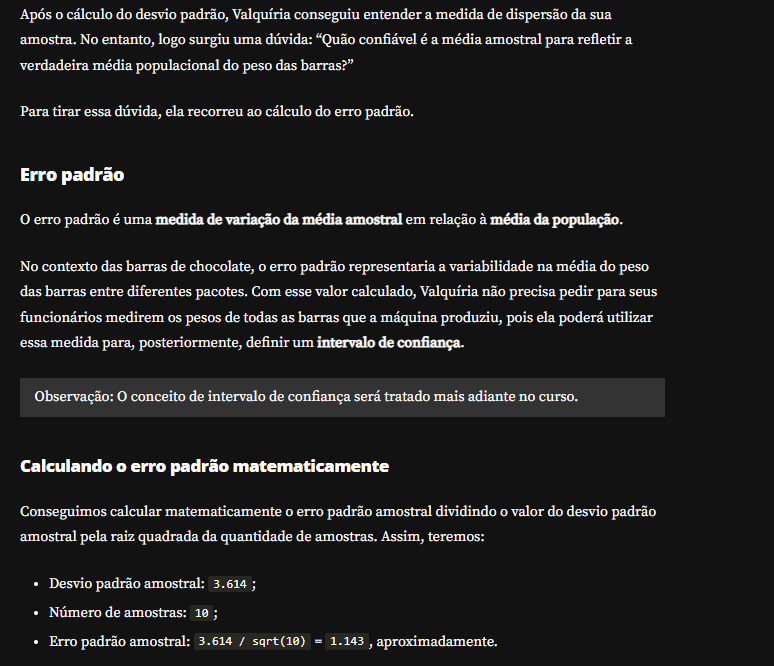 Após o cálculo do desvio padrão, Valquíria conseguiu entender a medida de dispersão da sua
amostra. No entanto, logo surgiu uma dúvida: “Quão confiável é a média amostral para refletir a
verdadeira média populacional do peso das barras?”
Para tirar essa dúvida, ela recorreu ao cálculo do erro padrão.
Erro padrão
O erro padrão é uma medida de variação da média amostral em relação à média da população.
No contexto das barras de chocolate, o erro padrão representaria a variabilidade na média do peso
das barras entre diferentes pacotes. Com esse valor calculado, Valquíria não precisa pedir para seus
funcionários medirem os pesos de todas as barras que a máquina produziu, pois ela poderá utilizar
essa medida para, posteriormente, definir um intervalo de confiança.
Observação: O conceito de intervalo de confiança será tratado mais adiante no curso.
Calculando o erro padrão matematicamente
Conseguimos calcular matematicamente o erro padrão amostral dividindo o valor do desvio padrão
amostral pela raiz quadrada da quantidade de amostras. Assim, teremos:
• Desvio padrão amostral: 3.614 ;
• Número de amostras: 10 ;
• Erro padrão amostral: 3.614 / sqrt(10) = 1.143 , aproximadamente.